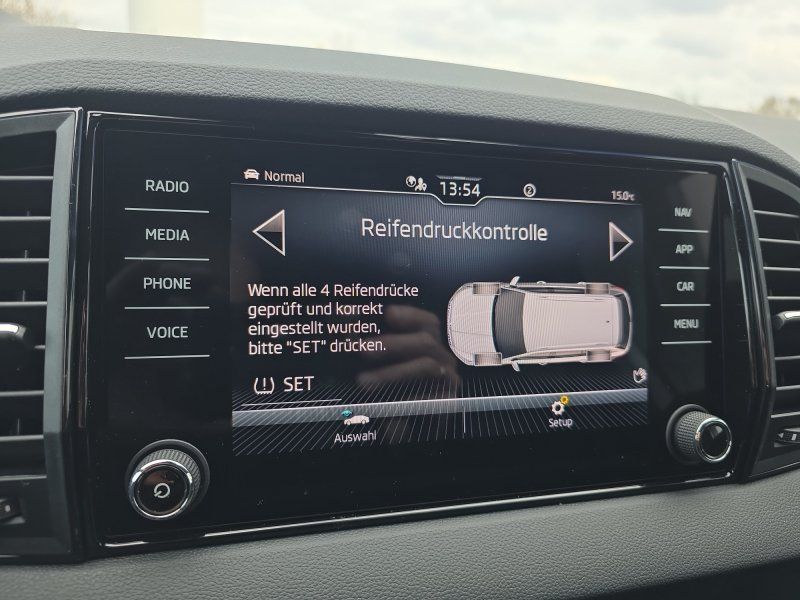 RADIO
MEDIA
PHONE
VOICE
Normal
13:54
2
15.0°C
Reifendruckkontrolle
Wenn alle 4 Reifendrücke
geprüft und korrekt
eingestellt wurden,
bitte "SET" drücken.
SET
Auswahl
Setup
NAV
APP
CAR
MENU